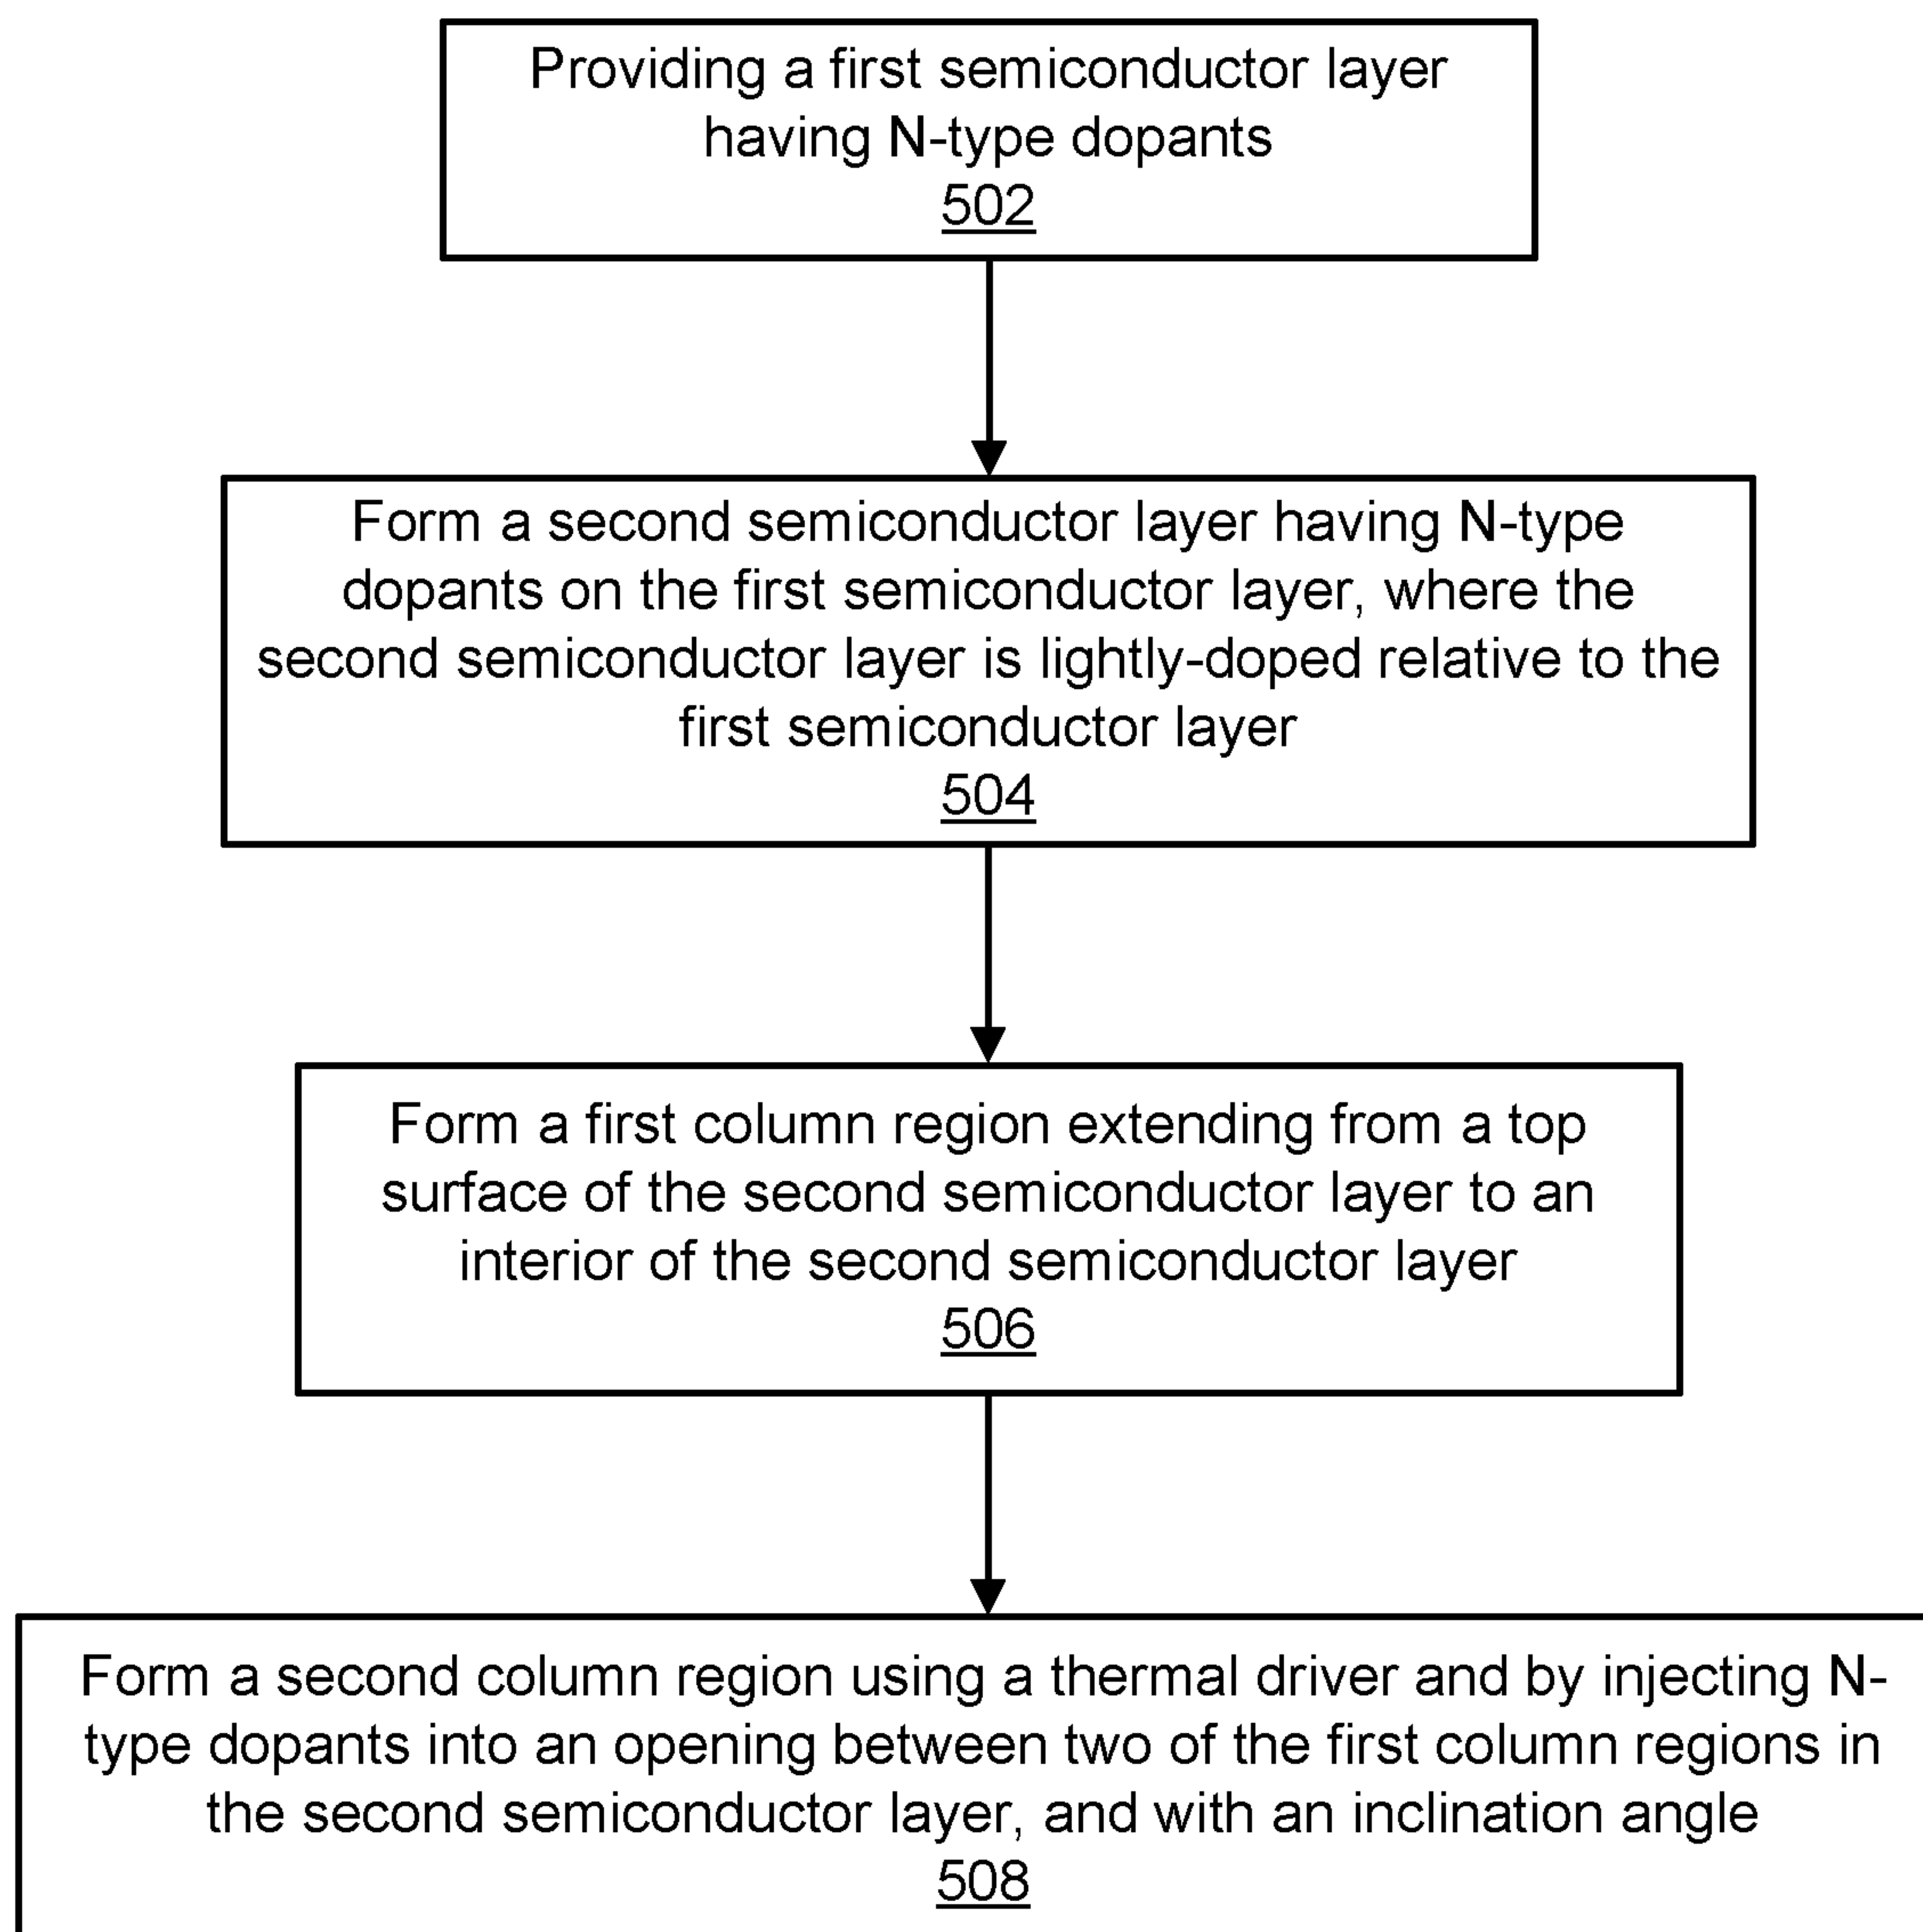 Providing a first semiconductor layer
having N-type dopants
502
Form a second semiconductor layer having N-type
dopants on the first semiconductor layer, where the
second semiconductor layer is lightly-doped relative to the
first semiconductor layer
504
Form a first column region extending from a top
surface of the second semiconductor layer to an
interior of the second semiconductor layer
506
Form a second column region using a thermal driver and by injecting N-
type dopants into an opening between two of the first column regions in
the second semiconductor layer, and with an inclination angle
508